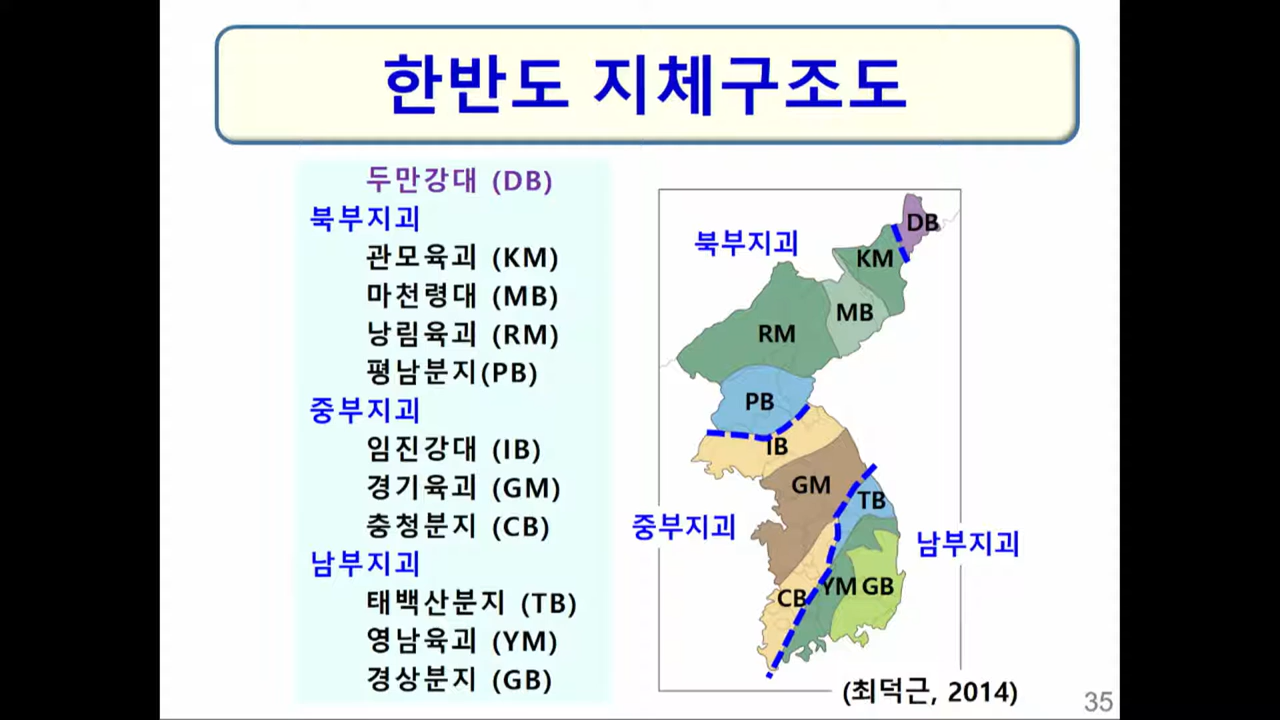 한반도 지체구조도
두만강대 (DB)
북부지괴
관모육괴 (KM)
마천령대 (MB)
낭림육괴 (RM)
평남분지(PB)
중부지괴
임진강대 (IB)
경기육괴 (GM)
충청분지 (CB)
남부지괴
태백산분지 (TB)
영남육괴 (YM)
경상분지 (GB)
DB
북부지괴
KM
MB
RM
PB
IB
GM
TB
중부지괴
남부지괴
YM GB
CB
(최덕근, 2014)
35